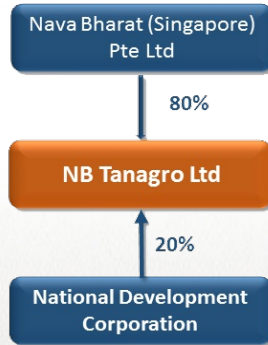 Nava Bharat (Singapore)
Pte Ltd
80%
NB Tanagro Ltd
20%
National Development
Corporation